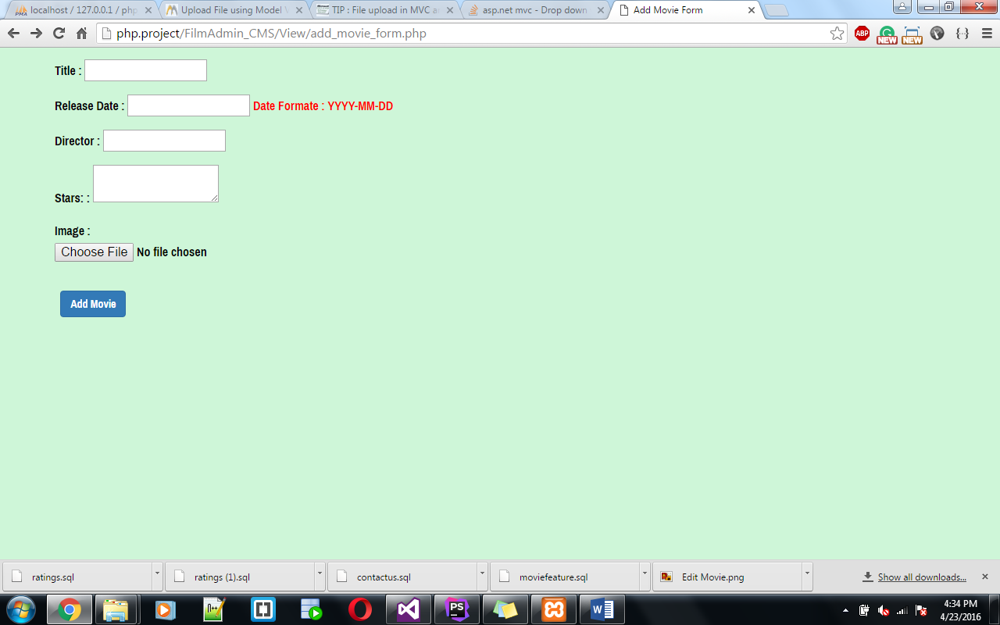 localhost / 127.0.0.1 / php
Upload File using Model V
TIP : File upload in MVC a
asp.net mvc - Drop down
Add Movie Form
php.project/FilmAdmin_CMS/View/add_movie_form.php
ABP
NEW
NEW
Title :
Release Date : Date Formate : YYYY-MM-DD
Director :
Stars: :
Image :
Choose File No file chosen
Add Movie
ratings.sql
ratings (1).sql
contactus.sql
moviefeature.sql
Edit Movie.png
Show all downloads...
4:34 PM
4/23/2016